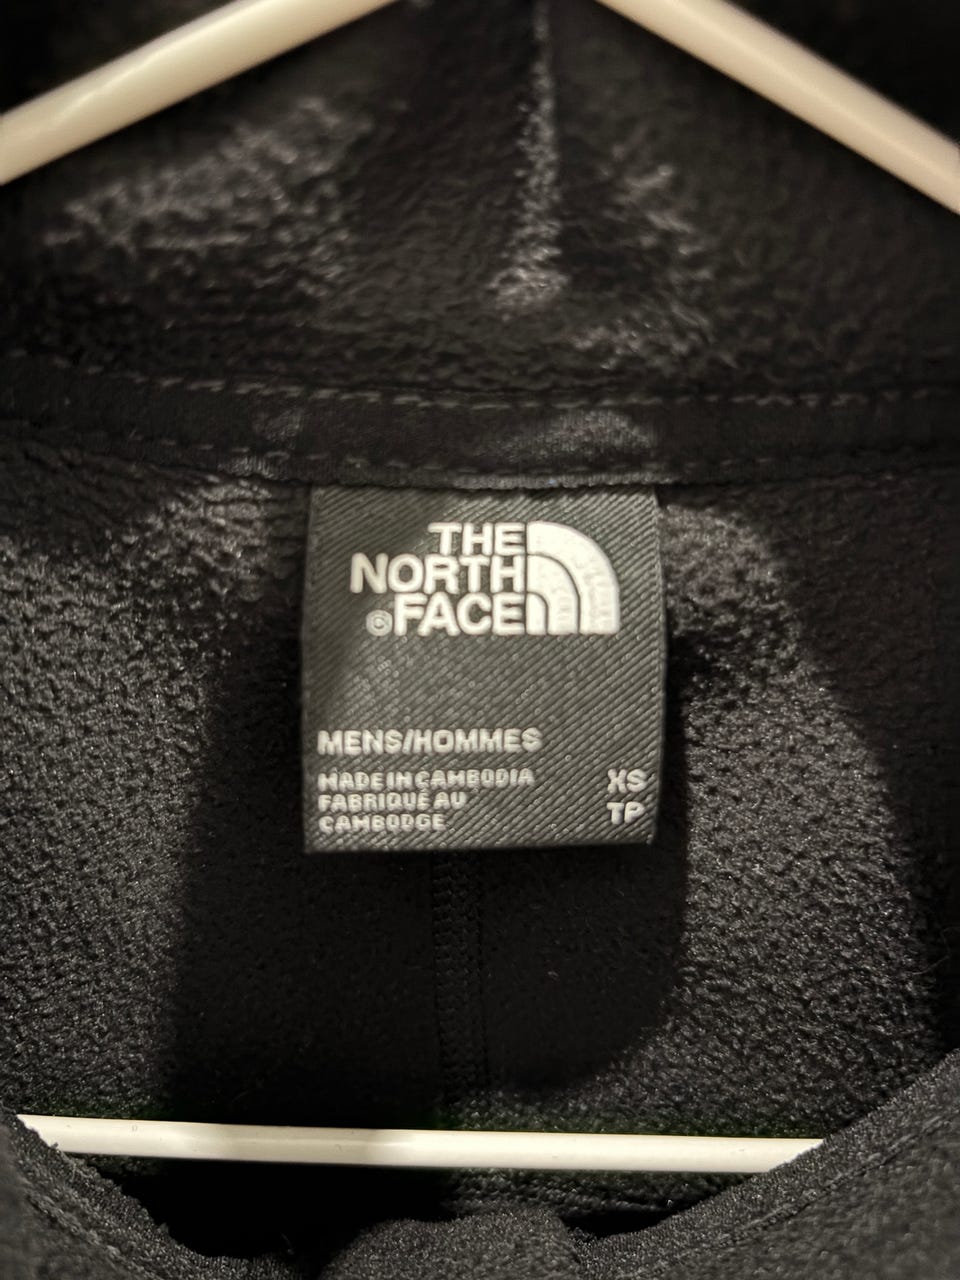 THE
NORTH
©FACE
MENS/HOMMES
MADE IN CAMBODIA
FABRIQUÉ AU
CAMBODGE
XS
TP